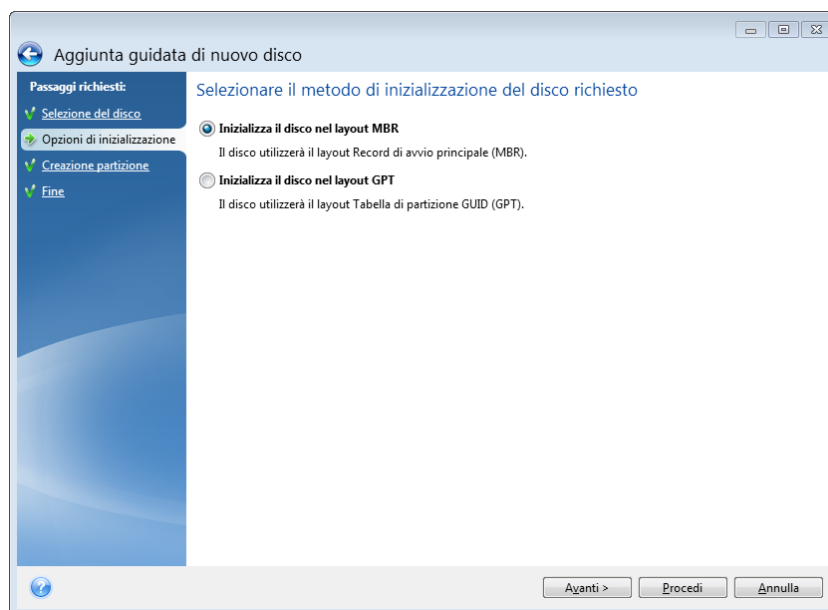 Aggiunta guidata di nuovo disco
Passaggi richiesti:
Selezione del disco
Opzioni di inizializzazione
Creazione partizione
Fine
Selezionare il metodo di inizializzazione del disco richiesto
Inizializza il disco nel layout MBR
Il disco utilizzerà il layout Record di avvio principale (MBR).
Inizializza il disco nel layout GPT
Il disco utilizzerà il layout Tabella di partizione GUID (GPT).
Avanti >
Procedi
Annulla